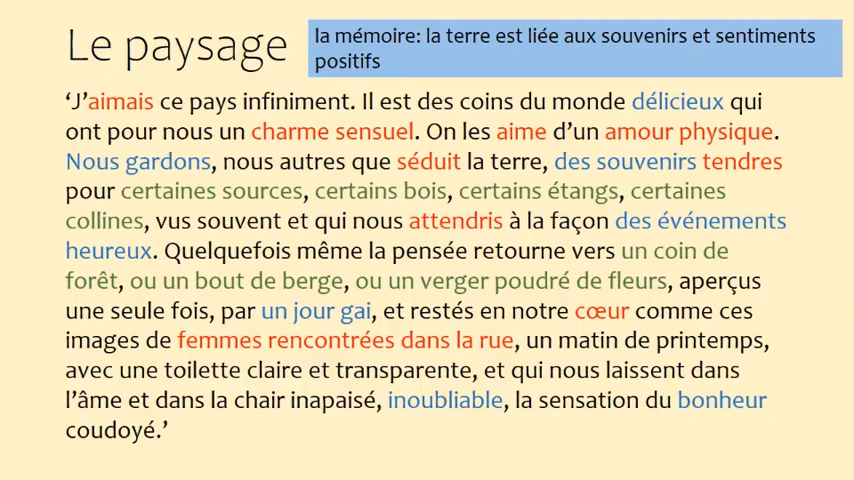 Le paysage
la mémoire: la terre est liée aux souvenirs et sentiments
positifs
‘J’aimais ce pays infiniment. Il est des coins du monde délicieux qui
ont pour nous un charme sensuel. On les aime d’un amour physique.
Nous gardons, nous autres que séduit la terre, des souvenirs tendres
pour certaines sources, certains bois, certains étangs, certaines
collines, vus souvent et qui nous attendris à la façon des événements
heureux. Quelquefois même la pensée retourne vers un coin de
forêt, ou un bout de berge, ou un verger poudré de fleurs, aperçus
une seule fois, par un jour gai, et restés en notre cœur comme ces
images de femmes rencontrées dans la rue, un matin de printemps,
avec une toilette claire et transparente, et qui nous laissent dans
l’âme et dans la chair inapaisé, inoubliable, la sensation du bonheur
coudoyé.’